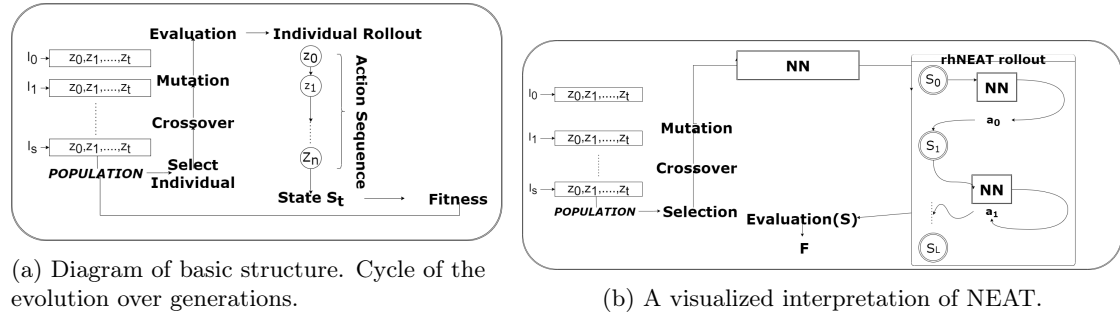 Evaluation
Individual Rollout
I0
z0,z1,....,zt
z0
I1
z0,z1,....,zt
Mutation
z1
Action Sequence
Crossover
Is
z0,z1,....,zt
zn
POPULATION
Select
Individual
State St
Fitness
(a) Diagram of basic structure. Cycle of the
evolution over generations.
NN
rhNEAT rollout
S0
NN
I0
z0,z1,....,zt
a0
Mutation
I1
z0,z1,....,zt
S1
Crossover
Is
z0,z1,....,zt
NN
POPULATION
Selection
Evaluation(S)
a1
F
SL
(b) A visualized interpretation of NEAT.